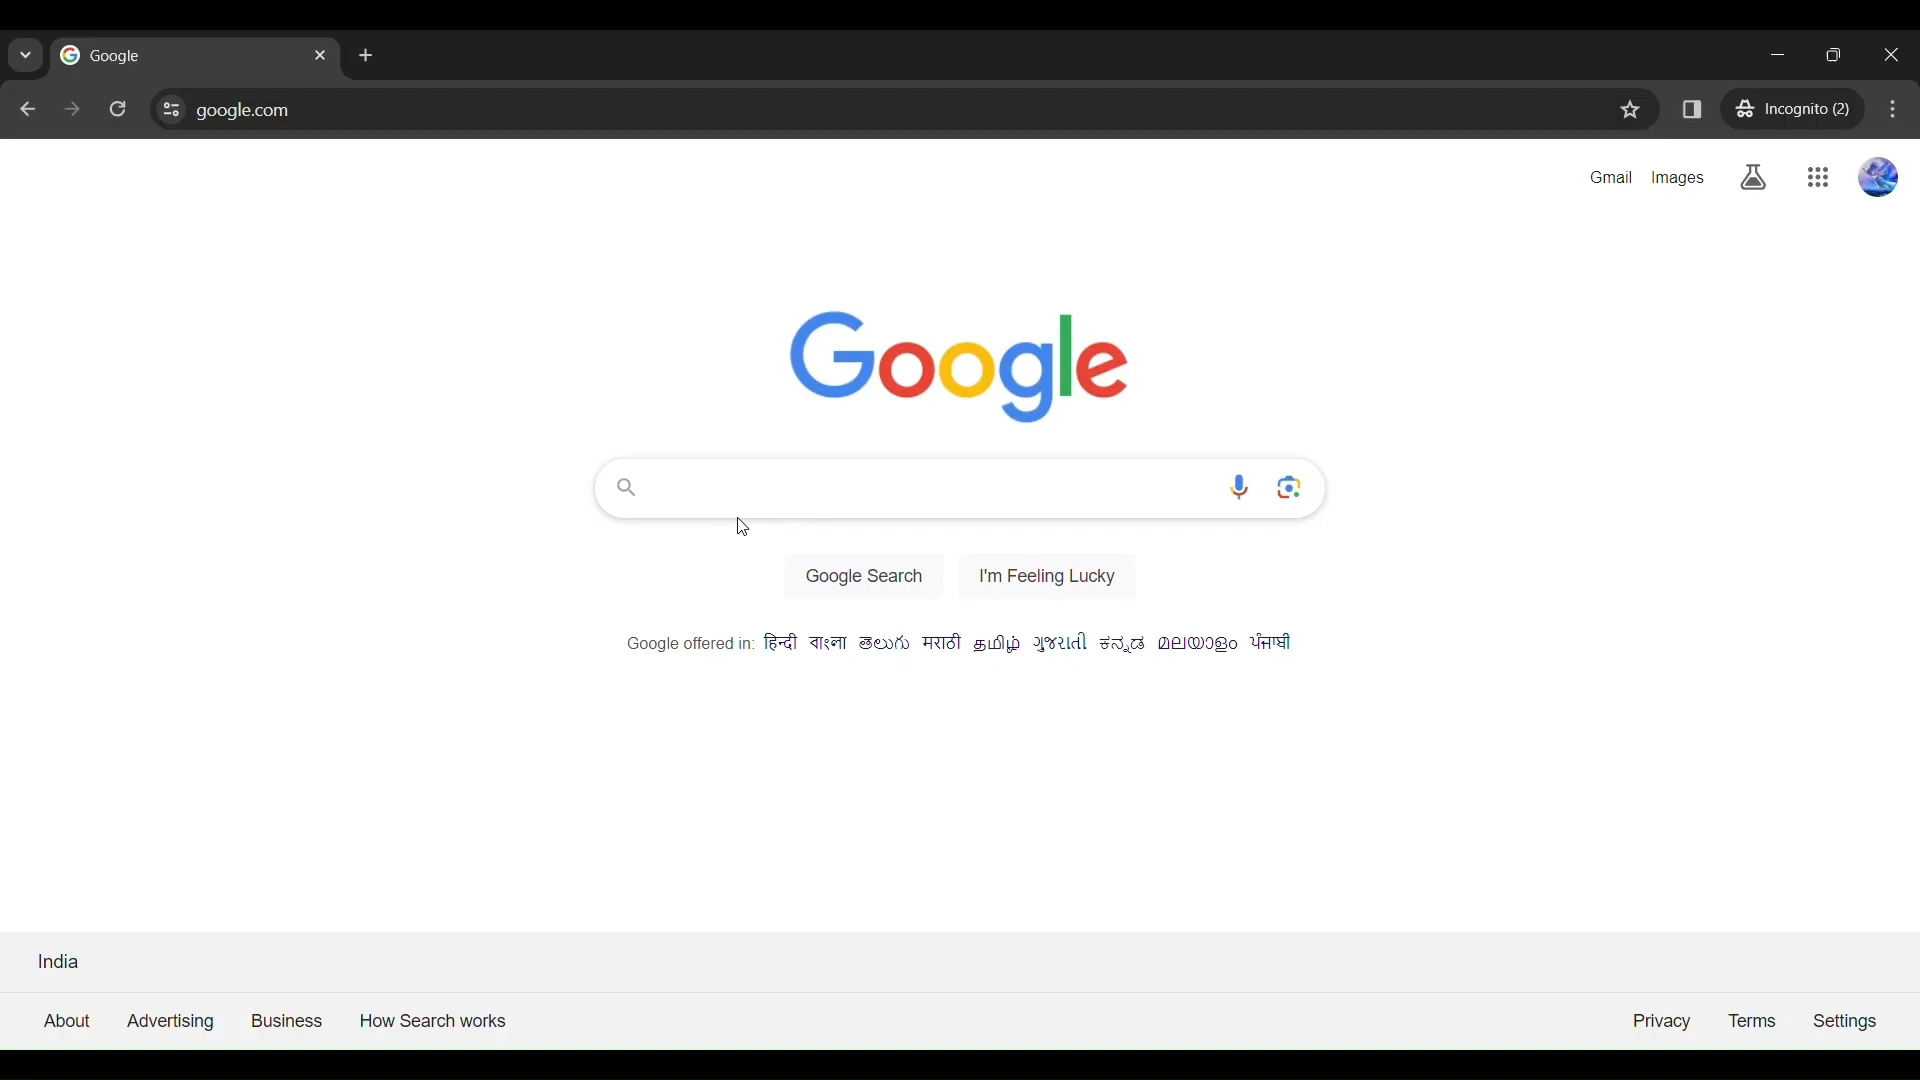 Google
google.com
Incognito (2)
Gmail Images
Google
Google Search I'm Feeling Lucky
Google offered in: हिन्दी বাংলা తెలుగు मराठी தமிழ் ગુજરાતી ಕನ್ನಡ മലയാളം ਪੰਜਾਬੀ
India
About Advertising Business How Search works Privacy Terms Settings